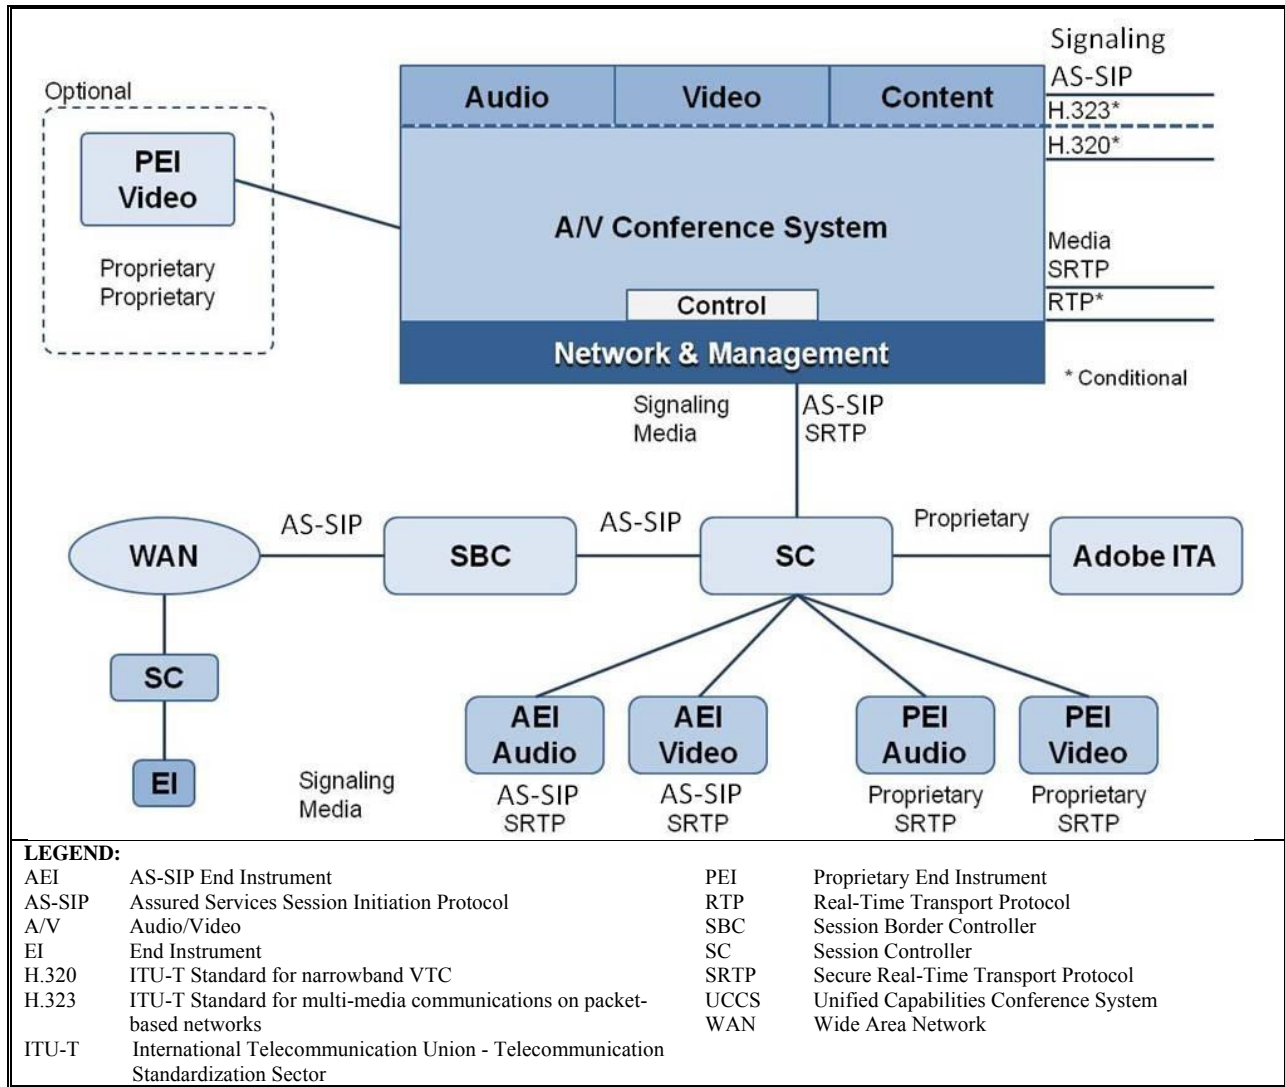 Signaling
AS-SIP
H.323*
H.320*
Optional
PEI
Video
Proprietary
Proprietary
Audio
Video
Content
A/V Conference System
Control
Network & Management
Media
SRTP
RTP*
* Conditional
Signaling
Media
AS-SIP
SRTP
WAN
AS-SIP
SBC
AS-SIP
SC
Proprietary
Adobe ITA
SC
EI
Signaling
Media
AEI
Audio
AS-SIP
SRTP
AEI
Video
AS-SIP
SRTP
PEI
Audio
Proprietary
SRTP
PEI
Video
Proprietary
SRTP
LEGEND:
AEI AS-SIP End Instrument
AS-SIP Assured Services Session Initiation Protocol
A/V Audio/Video
EI End Instrument
H.320 ITU-T Standard for narrowband VTC
H.323 ITU-T Standard for multi-media communications on packet-
based networks
ITU-T International Telecommunication Union - Telecommunication
Standardization Sector
PEI Proprietary End Instrument
RTP Real-Time Transport Protocol
SBC Session Border Controller
SC Session Controller
SRTP Secure Real-Time Transport Protocol
UCCS Unified Capabilities Conference System
WAN Wide Area Network